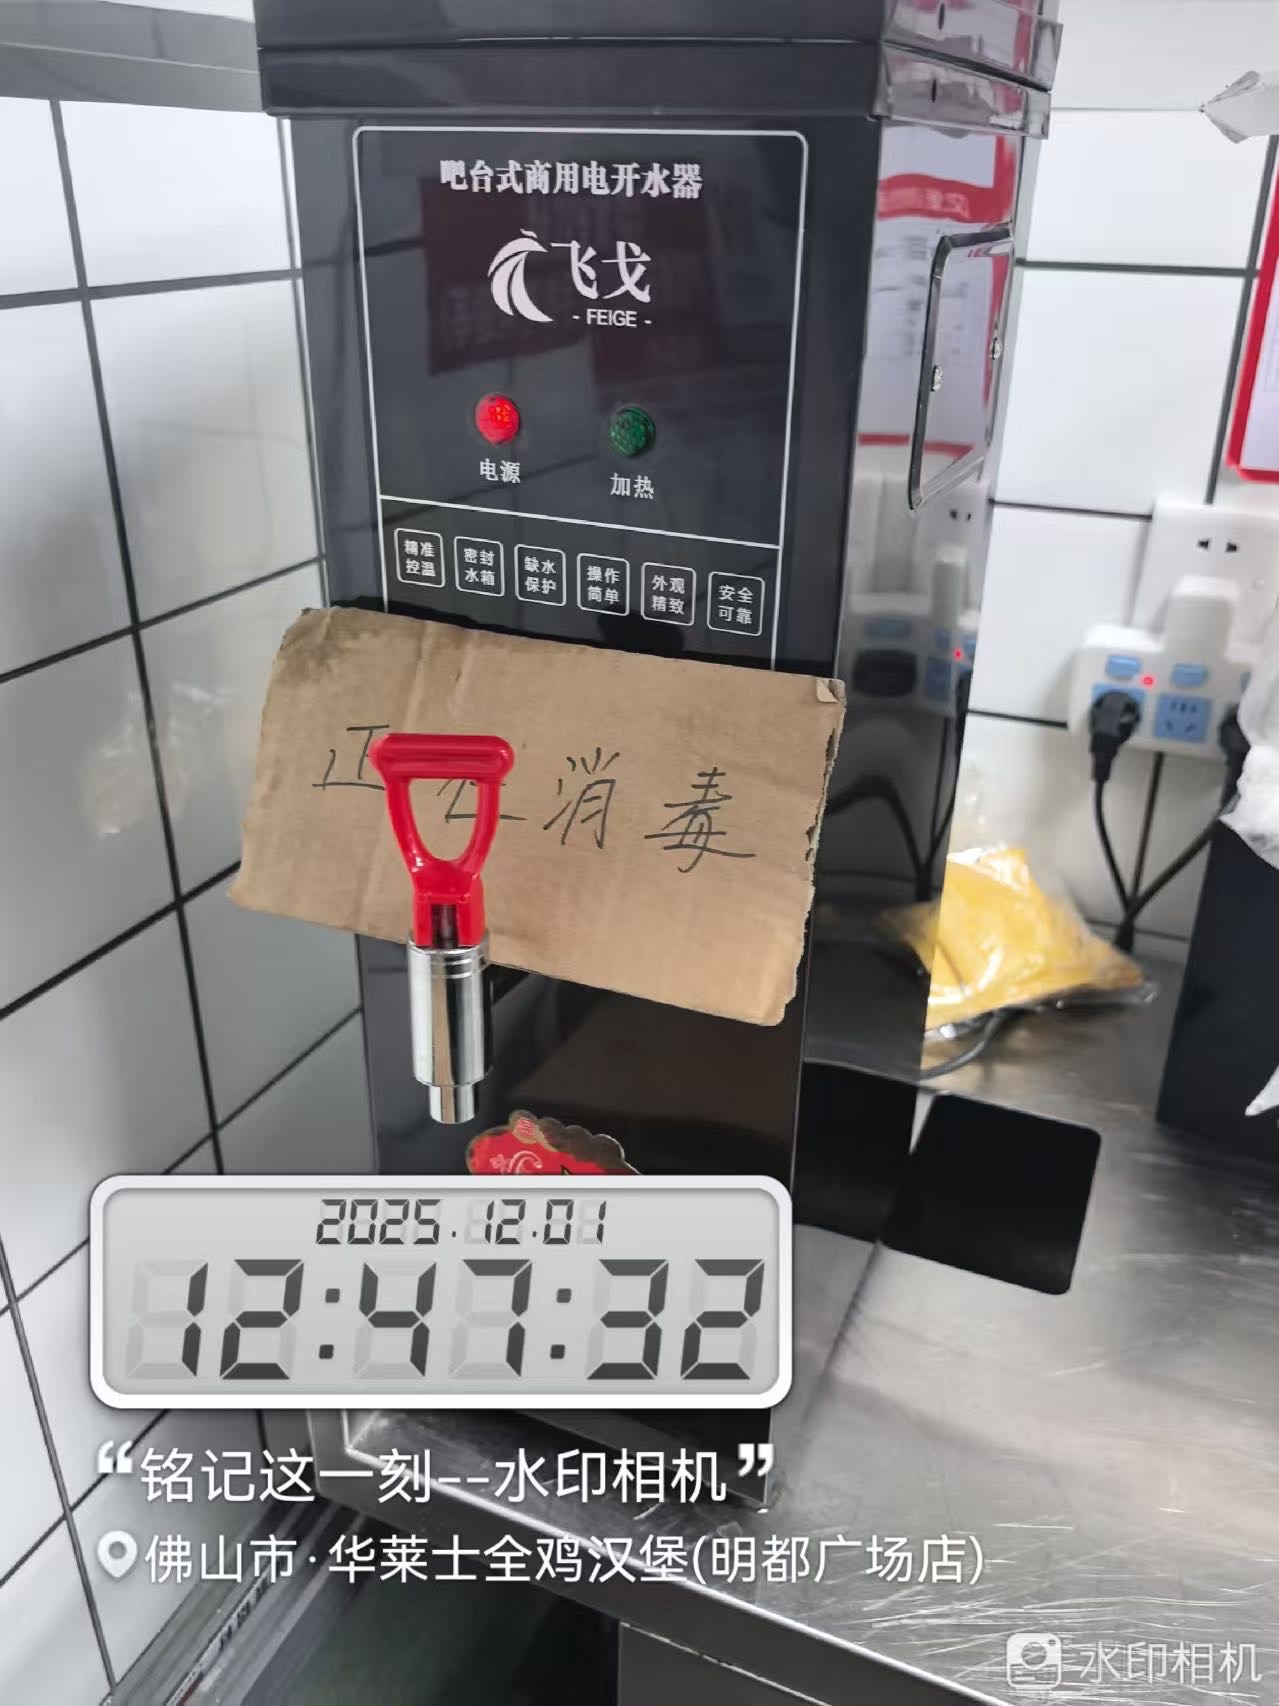 吧台式商用电开水器
飞戈
- FEIGE -
电源
加热
精准控温
密封水箱
缺水保护
操作简单
外观精致
安全可靠
正在消毒
2025.12.01
12:47:32
“铭记这一刻--水印相机”
佛山市·华莱士全鸡汉堡(明都广场店)
水印相机